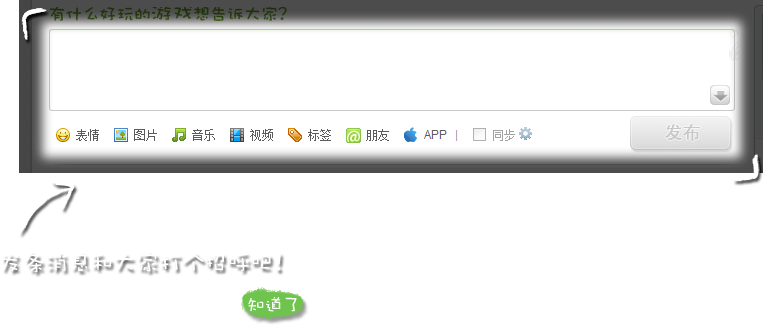 有什么好玩的游戏想告诉大家?
表情 图片 音乐 视频 标签 @ 朋友 APP | 同步 发布
发条消息和大家打个招呼吧!
知道了